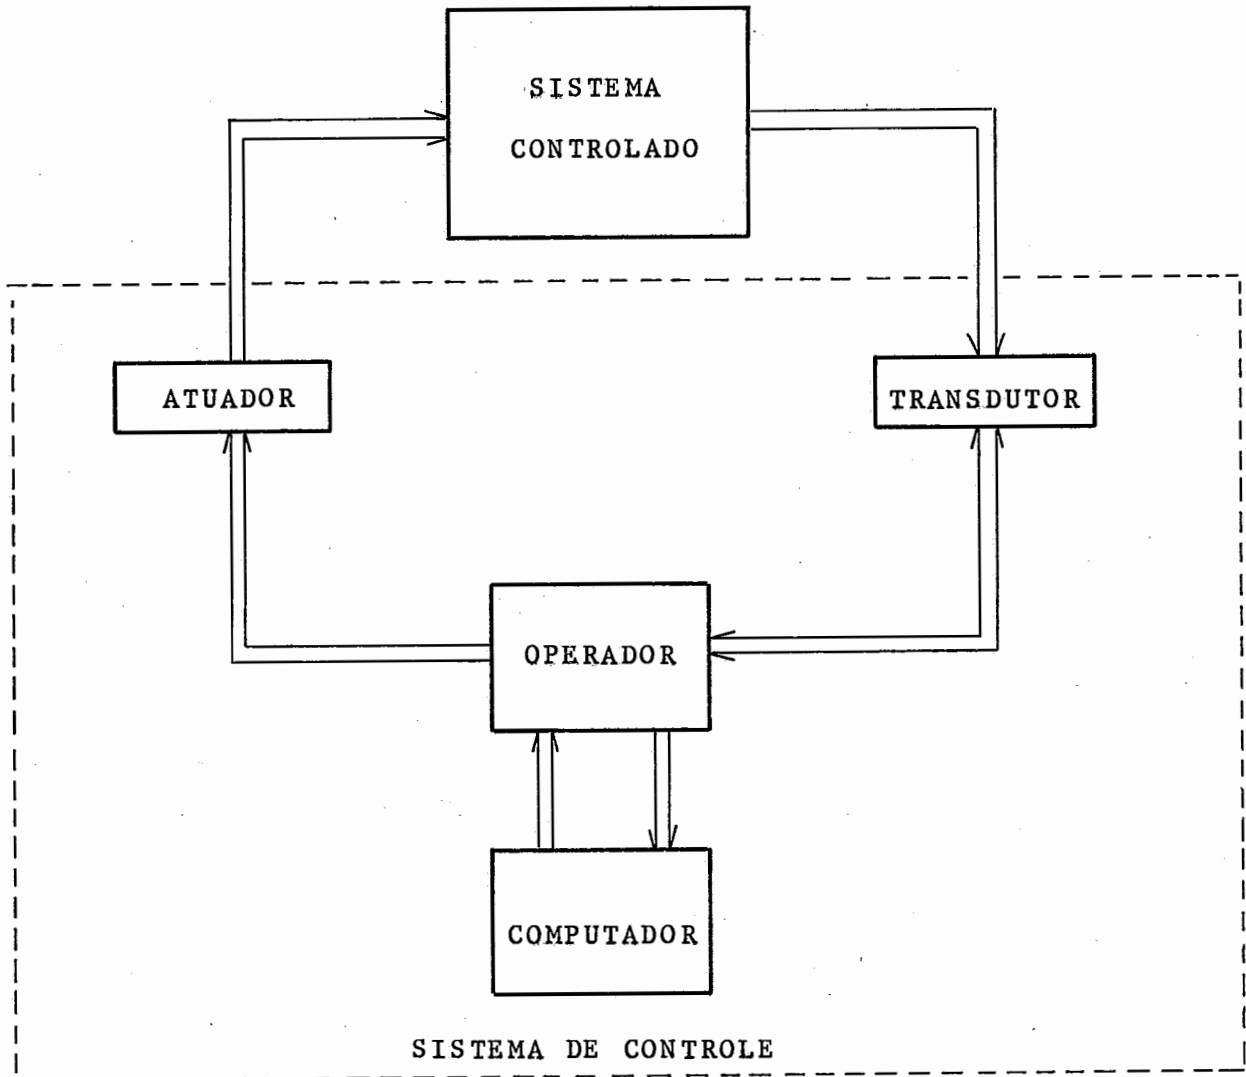 SISTEMA
CONTROLADO
ATUADOR
TRANSDUTOR
OPERADOR
COMPUTADOR
SISTEMA DE CONTROLE